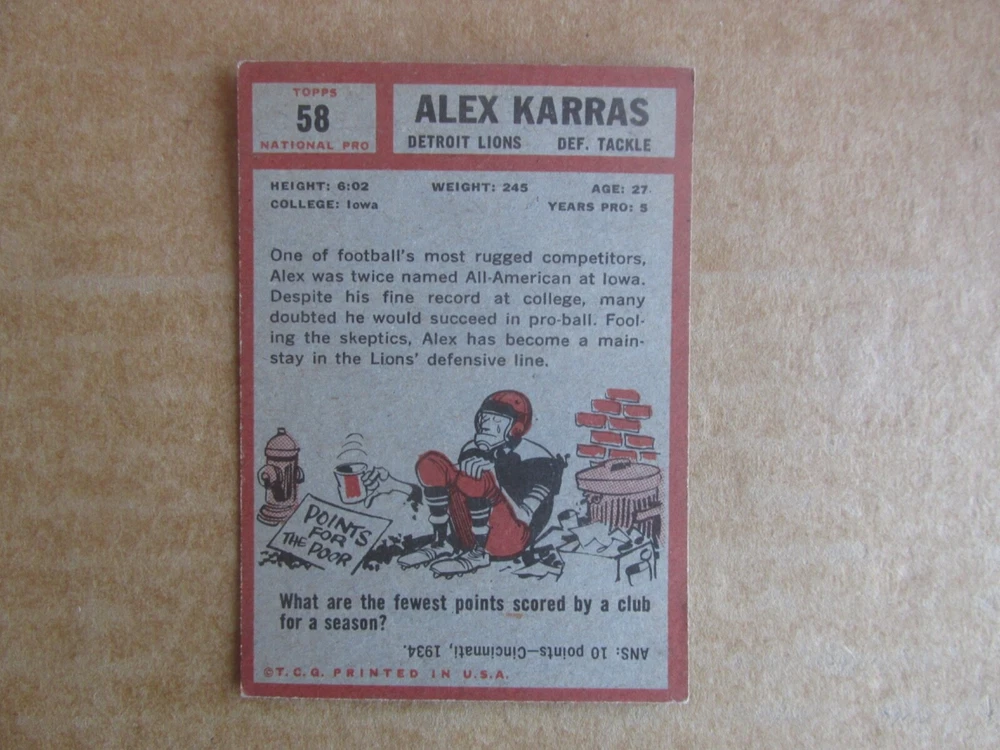 TOPPS
58
NATIONAL PRO
ALEX KARRAS
DETROIT LIONS DEF. TACKLE
HEIGHT: 6:02 WEIGHT: 245 AGE: 27
COLLEGE: Iowa YEARS PRO: 5
One of football's most rugged competitors,
Alex was twice named All-American at Iowa.
Despite his fine record at college, many
doubted he would succeed in pro-ball. Fool-
ing the skeptics, Alex has become a main-
stay in the Lions' defensive line.
POINTS
FOR
THE POOR
What are the fewest points scored by a club
for a season?
ANS: 10 points—Cincinnati, 1934.
©T.C.G. PRINTED IN U.S.A.